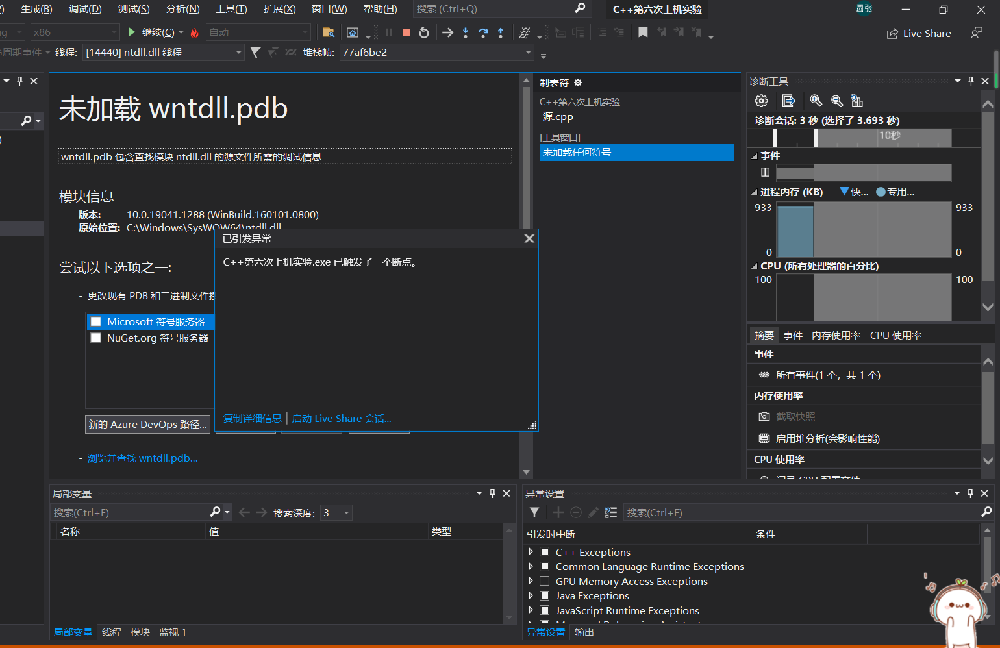 生成(B) 调试(D) 测试(S) 分析(N) 工具(T) 扩展(X) 窗口(W) 帮助(H) 搜索 (Ctrl+Q) C++第六次上机实验 圆张
x86 继续(C) 自动 Live Share
周期事件 线程: [14440] ntdll.dll 线程 堆栈帧: 77af6be2
未加载 wntdll.pdb
wntdll.pdb 包含查找模块 ntdll.dll 的源文件所需的调试信息
模块信息
版本: 10.0.19041.1288 (WinBuild.160101.0800)
原始位置: C:\Windows\SysWOW64\ntdll.dll
尝试以下选项之一:
- 更改现有 PDB 和二进制文件
Microsoft 符号服务器
NuGet.org 符号服务器
新的 Azure DevOps 路径...
- 浏览并查找 wntdll.pdb...
已引发异常
C++第六次上机实验.exe 已触发了一个断点。
复制详细信息 | 启动 Live Share 会话...
制表符
C++第六次上机实验
源.cpp
[工具窗口]
未加载任何符号
诊断工具
诊断会话: 3 秒 (选择了 3.693 秒)
10秒
事件
进程内存 (KB) 快... 专用...
933 933
0 0
CPU (所有处理器的百分比)
100 100
摘要 事件 内存使用率 CPU 使用率
事件
所有事件(1 个，共 1 个)
内存使用率
截取快照
启用堆分析(会影响性能)
CPU 使用率
记录 CPU 配置文件
局部变量
搜索(Ctrl+E) 搜索深度: 3
名称 值 类型
局部变量 线程 模块 监视 1
异常设置
搜索(Ctrl+E)
引发时中断 条件
C++ Exceptions
Common Language Runtime Exceptions
GPU Memory Access Exceptions
Java Exceptions
JavaScript Runtime Exceptions
异常设置 输出